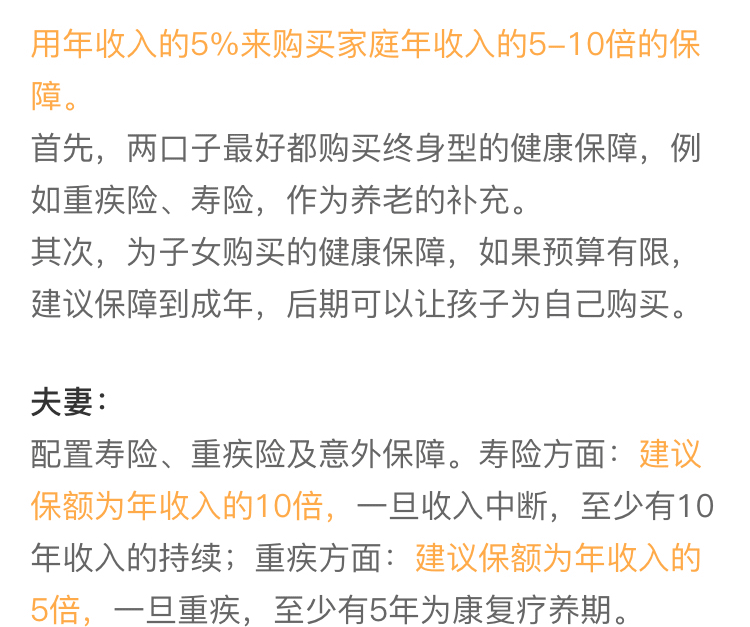 用年收入的5%来购买家庭年收入的5-10倍的保
障。
首先，两口子最好都购买终身型的健康保障，例
如重疾险、寿险，作为养老的补充。
其次，为子女购买的健康保障，如果预算有限，
建议保障到成年，后期可以让孩子为自己购买。
夫妻：
配置寿险、重疾险及意外保障。寿险方面：建议
保额为年收入的10倍，一旦收入中断，至少有10
年收入的持续；重疾方面：建议保额为年收入的
5倍，一旦重疾，至少有5年为康复疗养期。